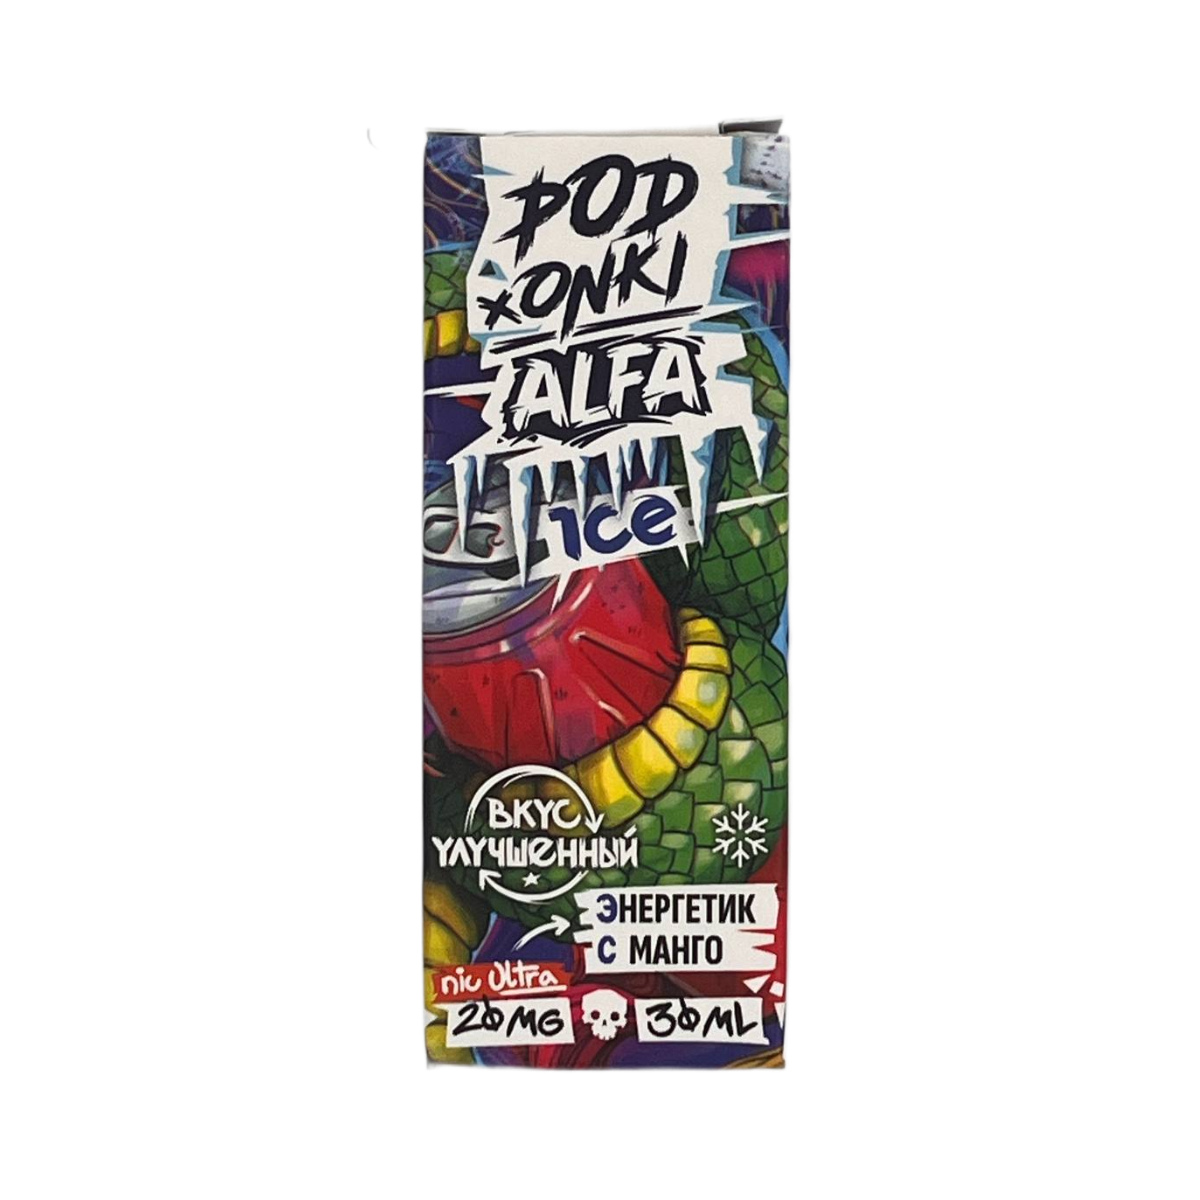 POD
XONKI
ALFA
ice
ВКУС
УЛУЧШЕННЫЙ
ЭНЕРГЕТИК
С МАНГО
nic Ultra
20MG 30ML